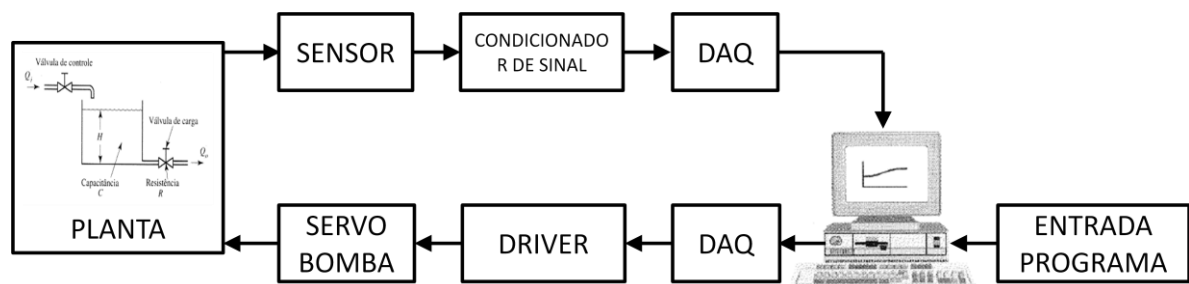 SENSOR
CONDICIONADO
R DE SINAL
DAQ
Válvula de controle
Qi
Válvula de carga
H
Qo
Capacitância
C
Resistência
R
PLANTA
SERVO
BOMBA
DRIVER
DAQ
ENTRADA
PROGRAMA